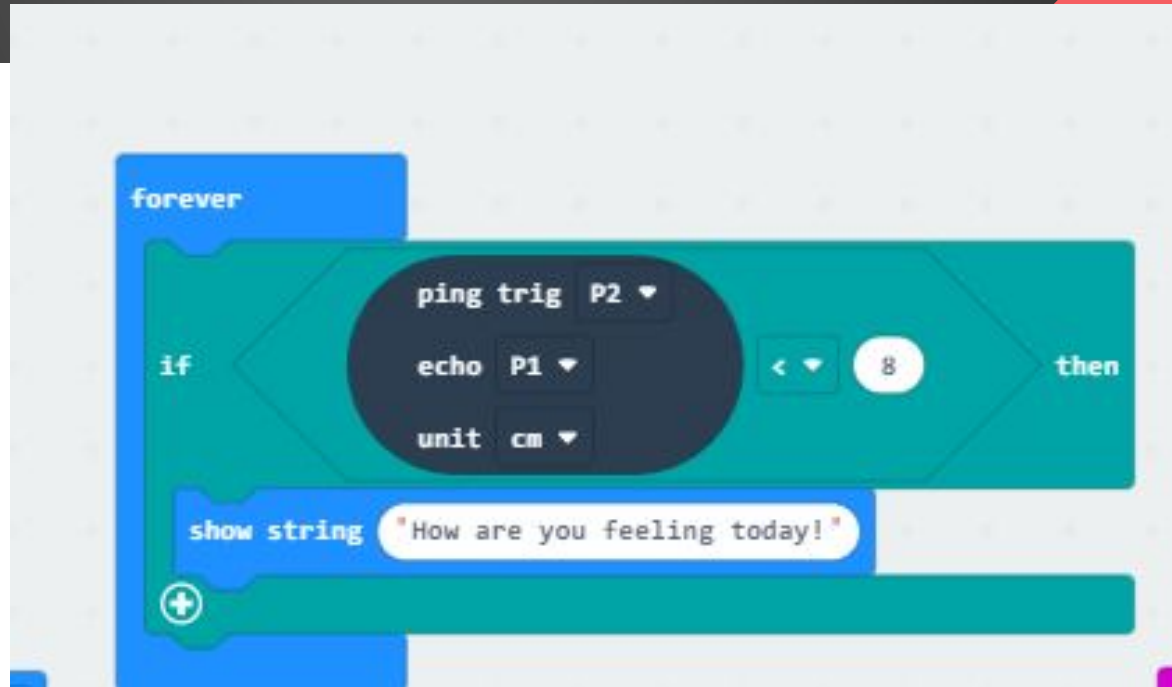 forever
ping trig P2
if echo P1 < 8 then
unit cm
show string "How are you feeling today!"